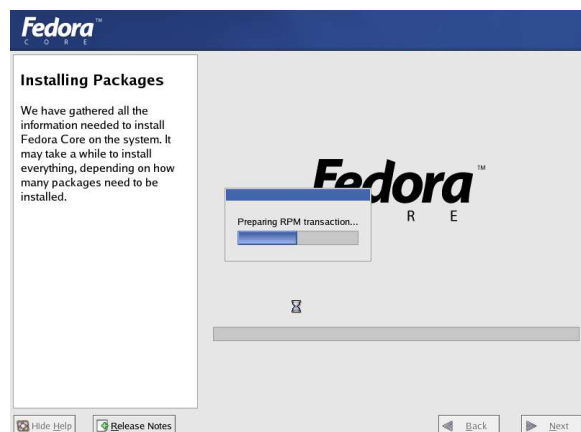 Fedora™
C O R E
Installing Packages
We have gathered all the
information needed to install
Fedora Core on the system. It
may take a while to install
everything, depending on how
many packages need to be
installed.
Fedora™
R E
Preparing RPM transaction...
Hide Help
Release Notes
Back
Next